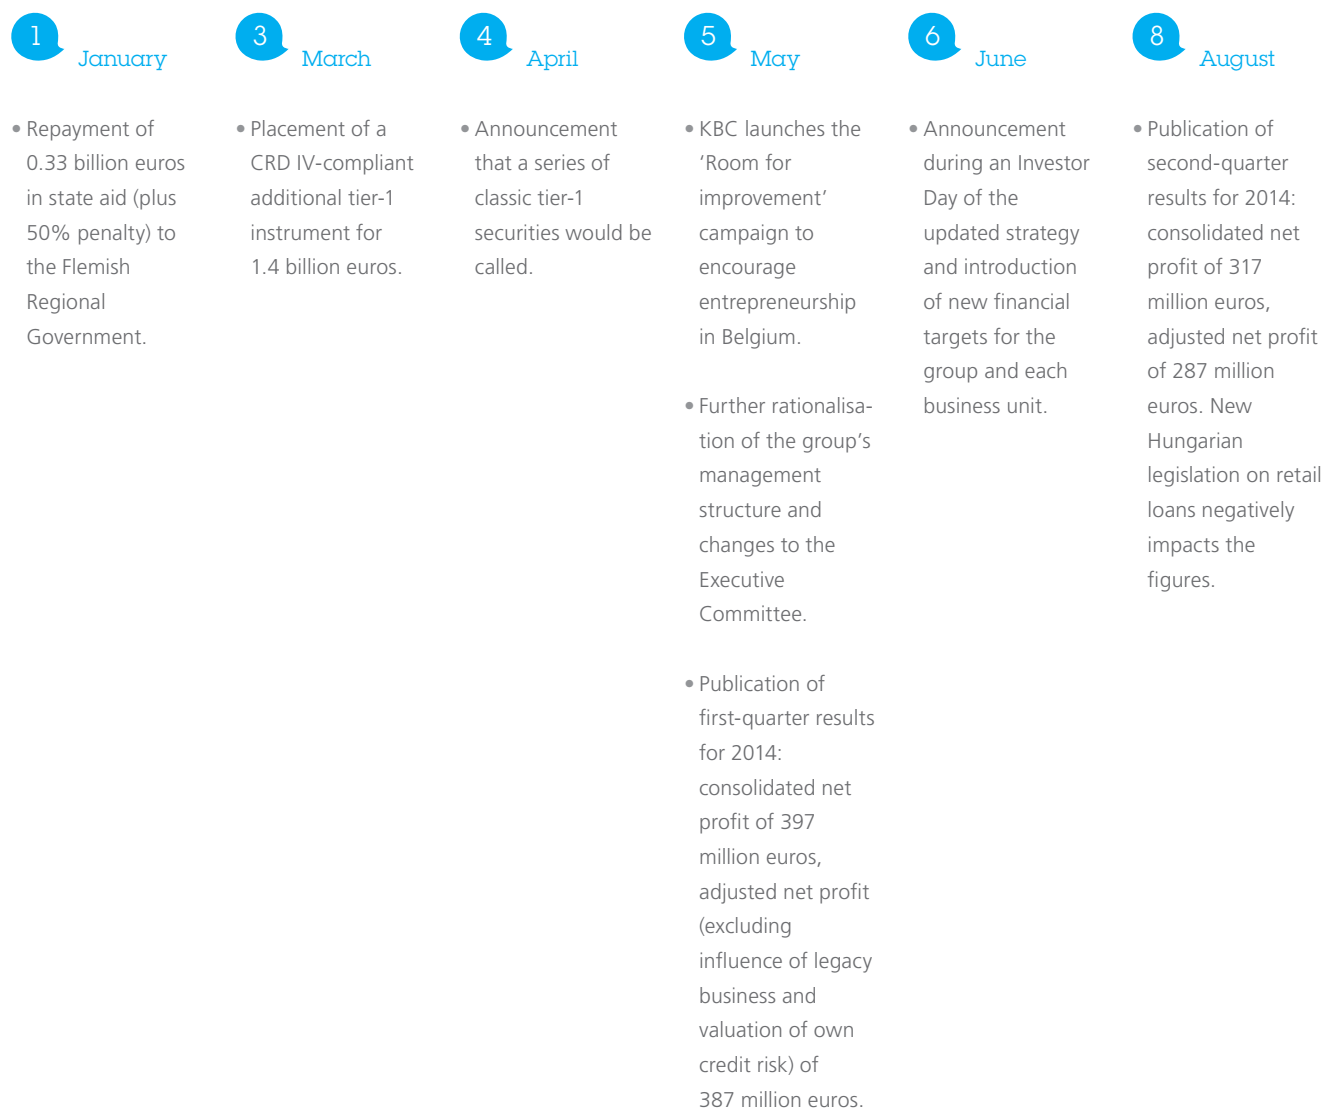 1
January
• Repayment of
0.33 billion euros
in state aid (plus
50% penalty) to
the Flemish
Regional
Government.
3
March
• Placement of a
CRD IV-compliant
additional tier-1
instrument for
1.4 billion euros.
4
April
• Announcement
that a series of
classic tier-1
securities would be
called.
5
May
• KBC launches the
‘Room for
improvement’
campaign to
encourage
entrepreneurship
in Belgium.
• Further rationalisa-
tion of the group’s
management
structure and
changes to the
Executive
Committee.
• Publication of
first-quarter results
for 2014:
consolidated net
profit of 397
million euros,
adjusted net profit
(excluding
influence of legacy
business and
valuation of own
credit risk) of
387 million euros.
6
June
• Announcement
during an Investor
Day of the
updated strategy
and introduction
of new financial
targets for the
group and each
business unit.
8
August
• Publication of
second-quarter
results for 2014:
consolidated net
profit of 317
million euros,
adjusted net profit
of 287 million
euros. New
Hungarian
legislation on retail
loans negatively
impacts the
figures.